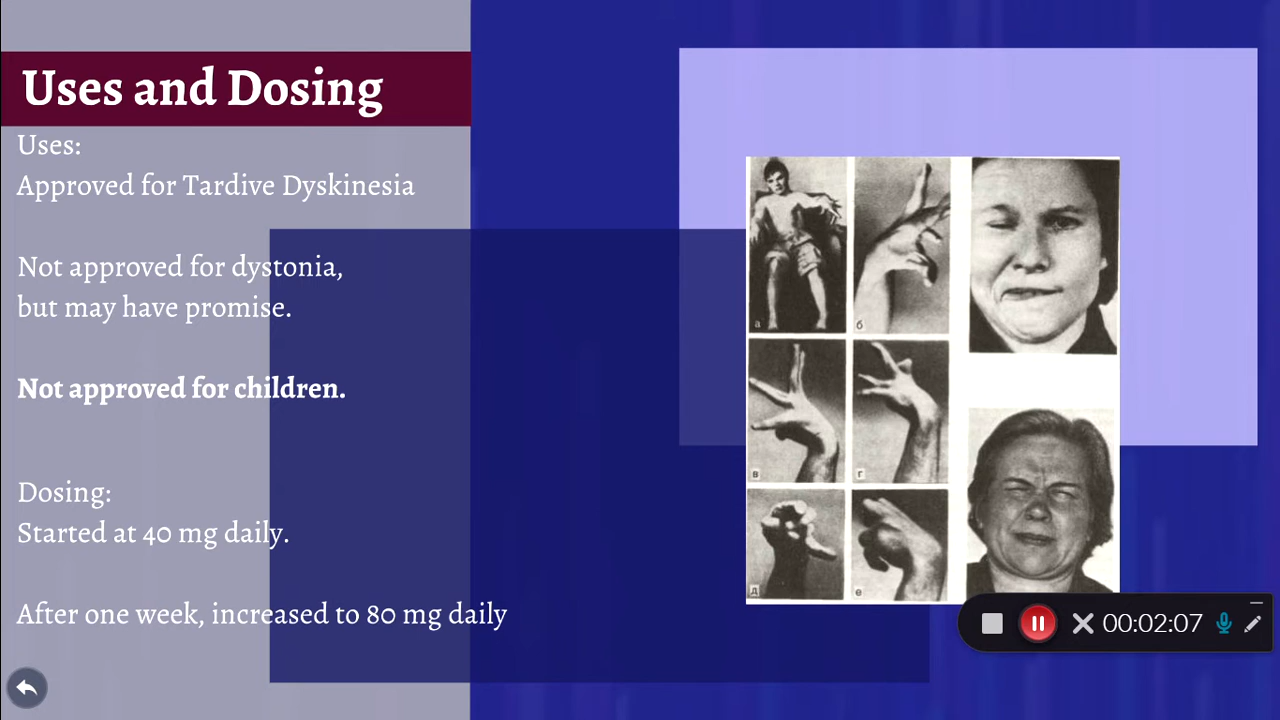 Uses and Dosing
Uses:
Approved for Tardive Dyskinesia
Not approved for dystonia,
but may have promise.
Not approved for children.
Dosing:
Started at 40 mg daily.
After one week, increased to 80 mg daily
а
б
в
г
д
е
00:02:07